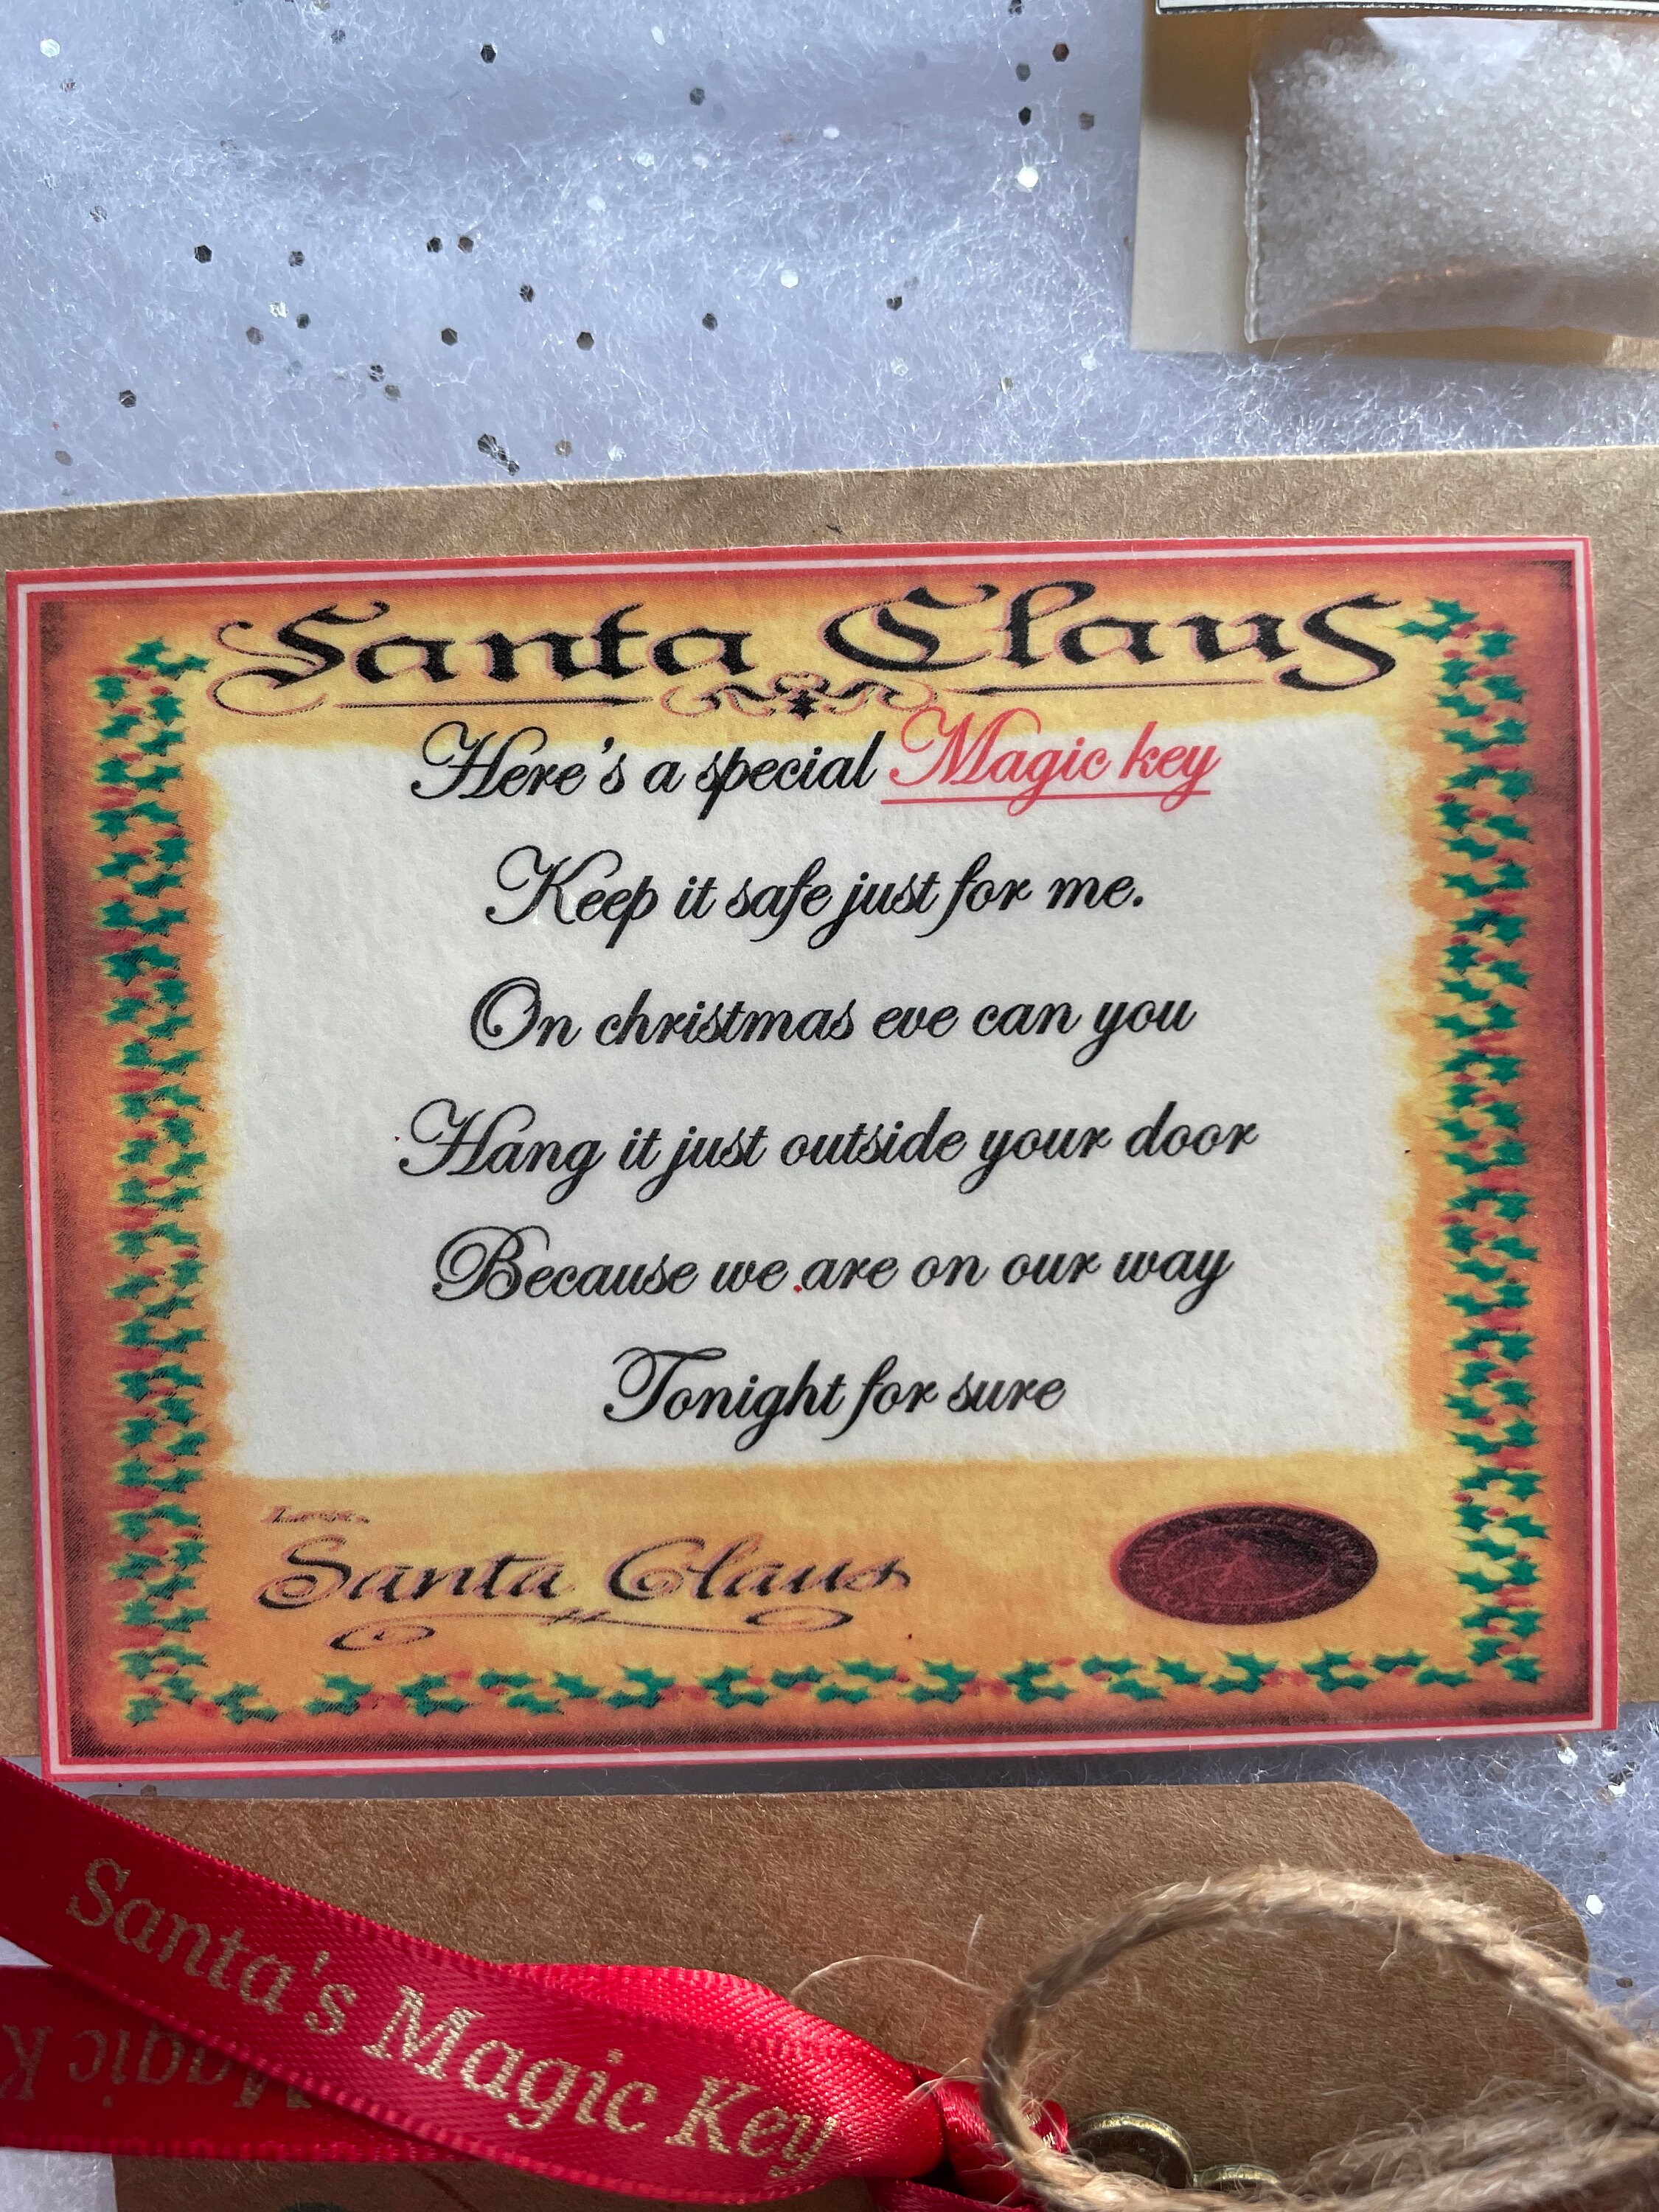 Santa Claus
Here's a special Magic key
Keep it safe just for me.
On christmas eve can you
Hang it just outside your door
Because we are on our way
Tonight for sure
Love
Santa Claus
Santa's Magic Key
Magic K